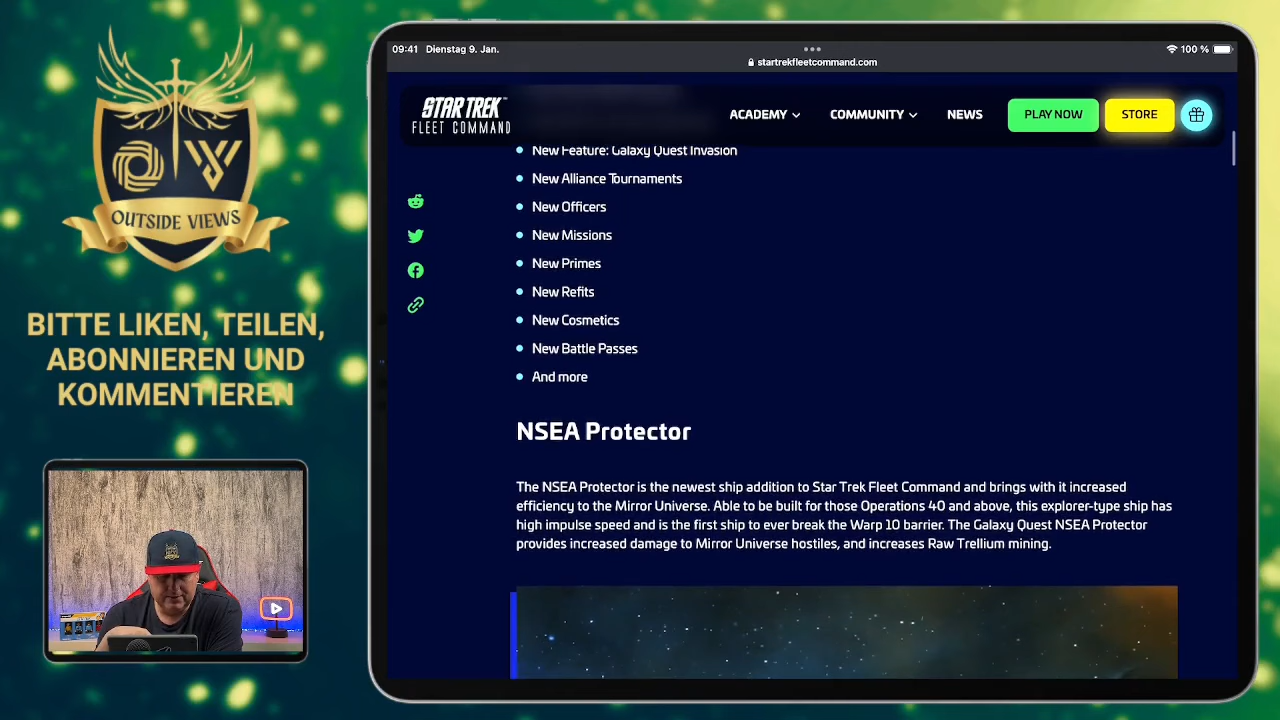 OUTSIDE VIEWS
BITTE LIKEN, TEILEN,
ABONNIEREN UND
KOMMENTIEREN
09:41 Dienstag 9. Jan.
100 %
startrekfleetcommand.com
STAR TREK™
FLEET COMMAND
ACADEMY
COMMUNITY
NEWS
PLAY NOW
STORE
New Feature: Galaxy Quest Invasion
New Alliance Tournaments
New Officers
New Missions
New Primes
New Refits
New Cosmetics
New Battle Passes
And more
NSEA Protector
The NSEA Protector is the newest ship addition to Star Trek Fleet Command and brings with it increased
efficiency to the Mirror Universe. Able to be built for those Operations 40 and above, this explorer-type ship has
high impulse speed and is the first ship to ever break the Warp 10 barrier. The Galaxy Quest NSEA Protector
provides increased damage to Mirror Universe hostiles, and increases Raw Trellium mining.